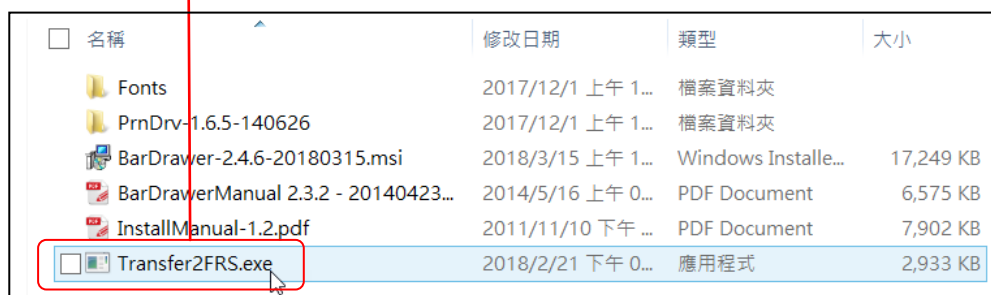 名稱 修改日期 類型 大小
Fonts 2017/12/1 上午 1... 檔案資料夾
PrnDrv-1.6.5-140626 2017/12/1 上午 1... 檔案資料夾
BarDrawer-2.4.6-20180315.msi 2018/3/15 上午 1... Windows Installe... 17,249 KB
BarDrawerManual 2.3.2 - 20140423... 2014/5/16 上午 0... PDF Document 6,575 KB
InstallManual-1.2.pdf 2011/11/10 下午 ... PDF Document 7,902 KB
Transfer2FRS.exe 2018/2/21 下午 0... 應用程式 2,933 KB